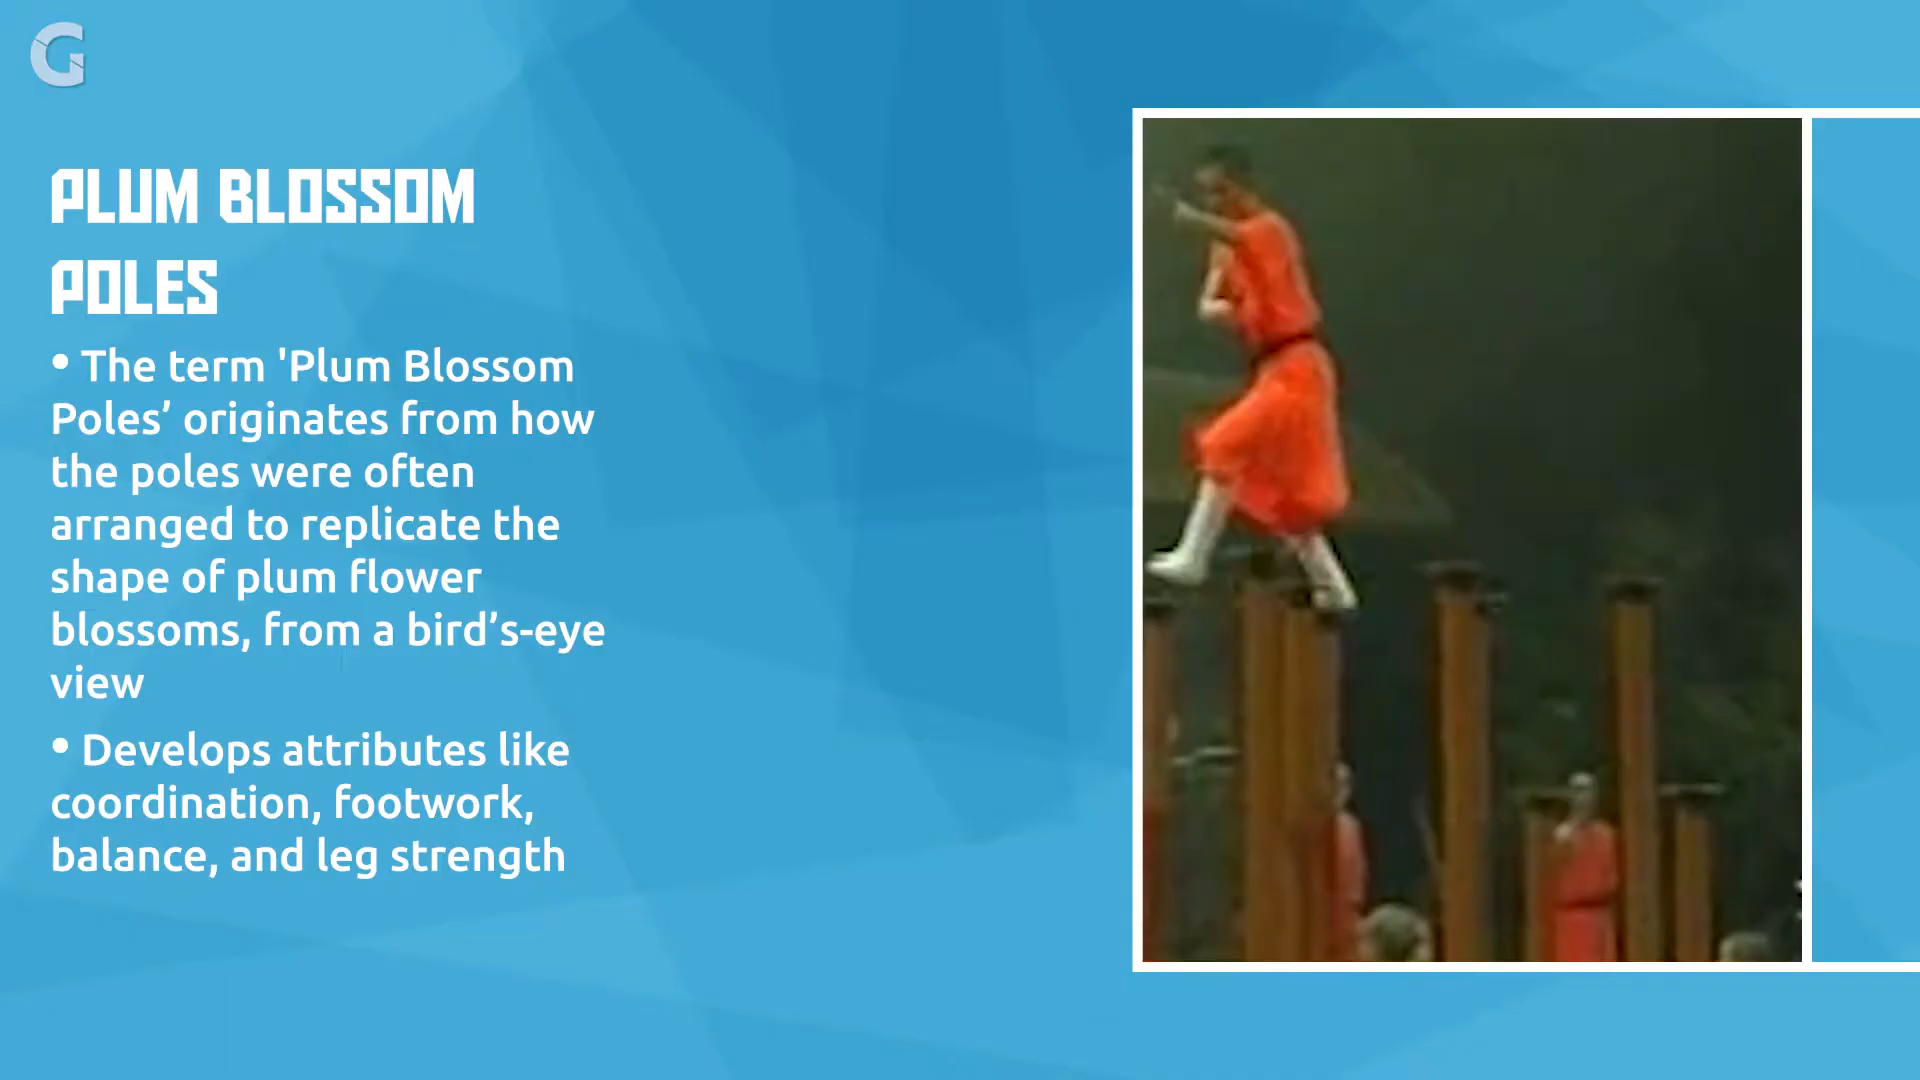 G
PLUM BLOSSOM
POLES
• The term 'Plum Blossom
Poles’ originates from how
the poles were often
arranged to replicate the
shape of plum flower
blossoms, from a bird’s-eye
view
• Develops attributes like
coordination, footwork,
balance, and leg strength